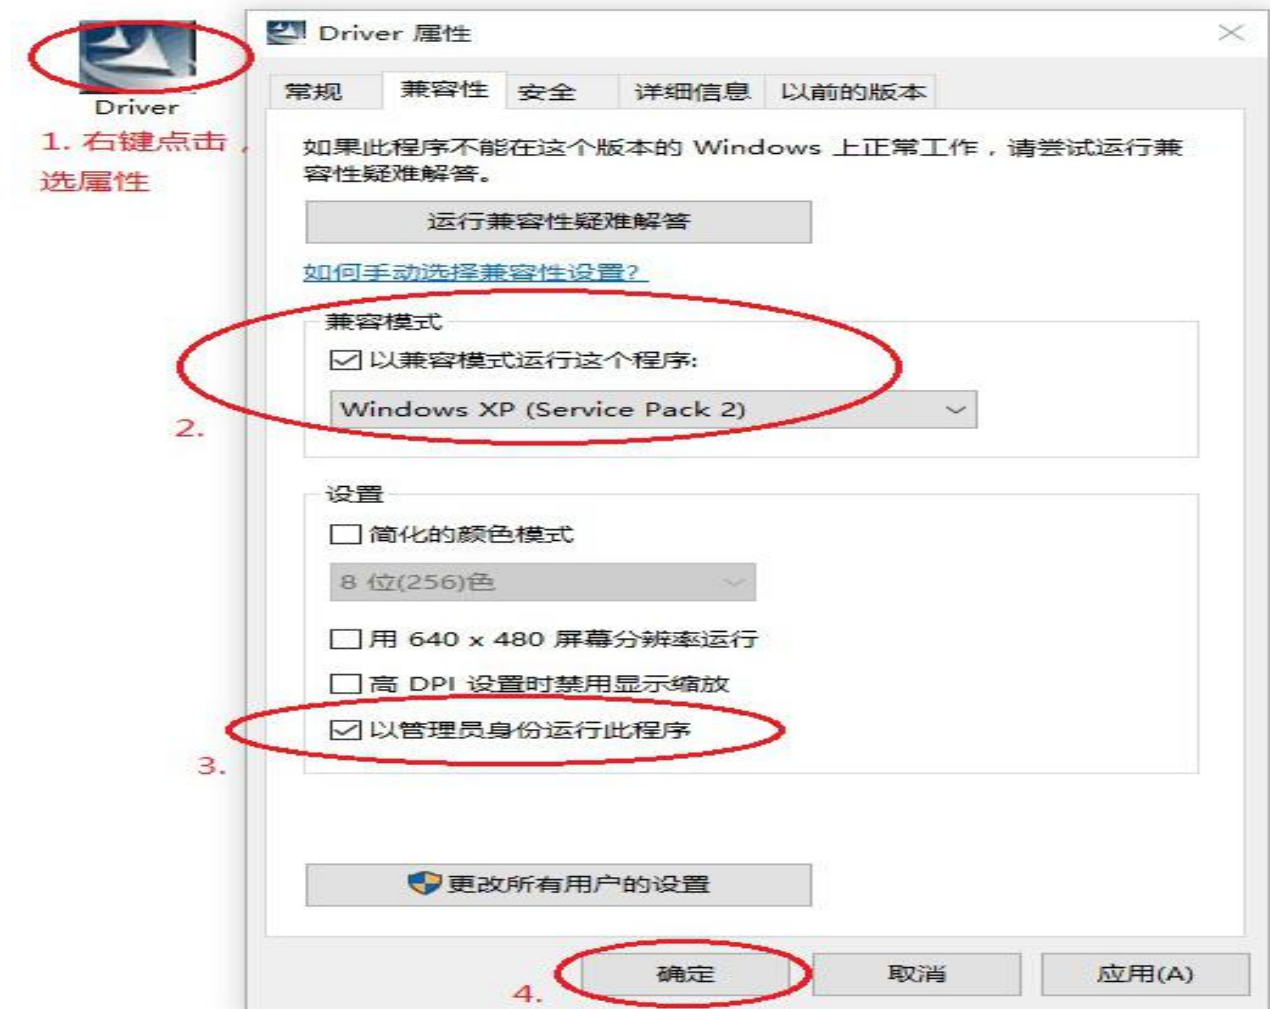 Driver
1. 右键点击，
选属性
Driver 属性
常规 兼容性 安全 详细信息 以前的版本
如果此程序不能在这个版本的 Windows 上正常工作，请尝试运行兼
容性疑难解答。
运行兼容性疑难解答
如何手动选择兼容性设置?
兼容模式
以兼容模式运行这个程序:
Windows XP (Service Pack 2)
2.
设置
简化的颜色模式
8 位(256)色
用 640 x 480 屏幕分辨率运行
高 DPI 设置时禁用显示缩放
以管理员身份运行此程序
3.
更改所有用户的设置
4.
确定 取消 应用(A)